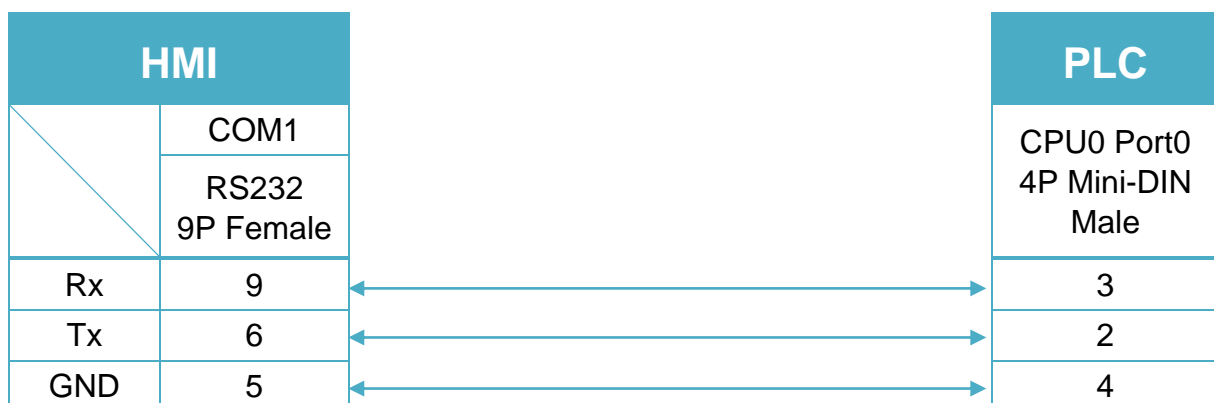 HMI
PLC
COM1
RS232
9P Female
CPU0 Port0
4P Mini-DIN
Male
Rx 9 3
Tx 6 2
GND 5 4